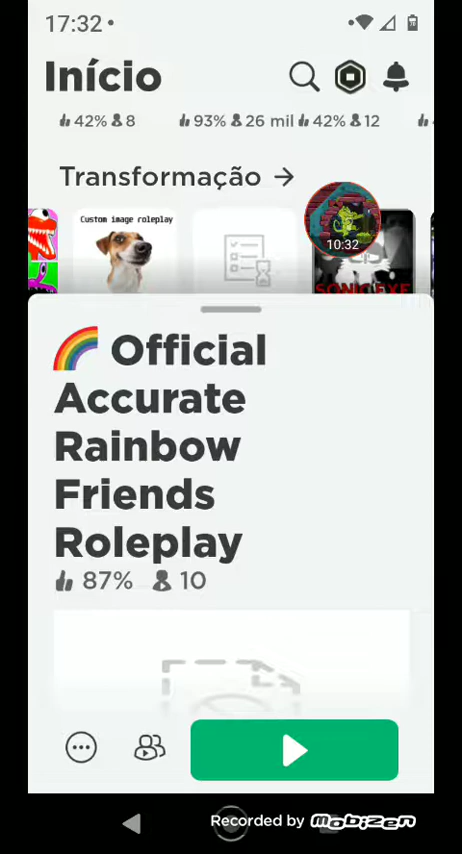 17:32
Início
42% 8
93% 26 mil
42% 12
Transformação →
Custom image roleplay
10:32
SONIC.EXE
🌈 Official
Accurate
Rainbow
Friends
Roleplay
87% 10
Recorded by Mobizen